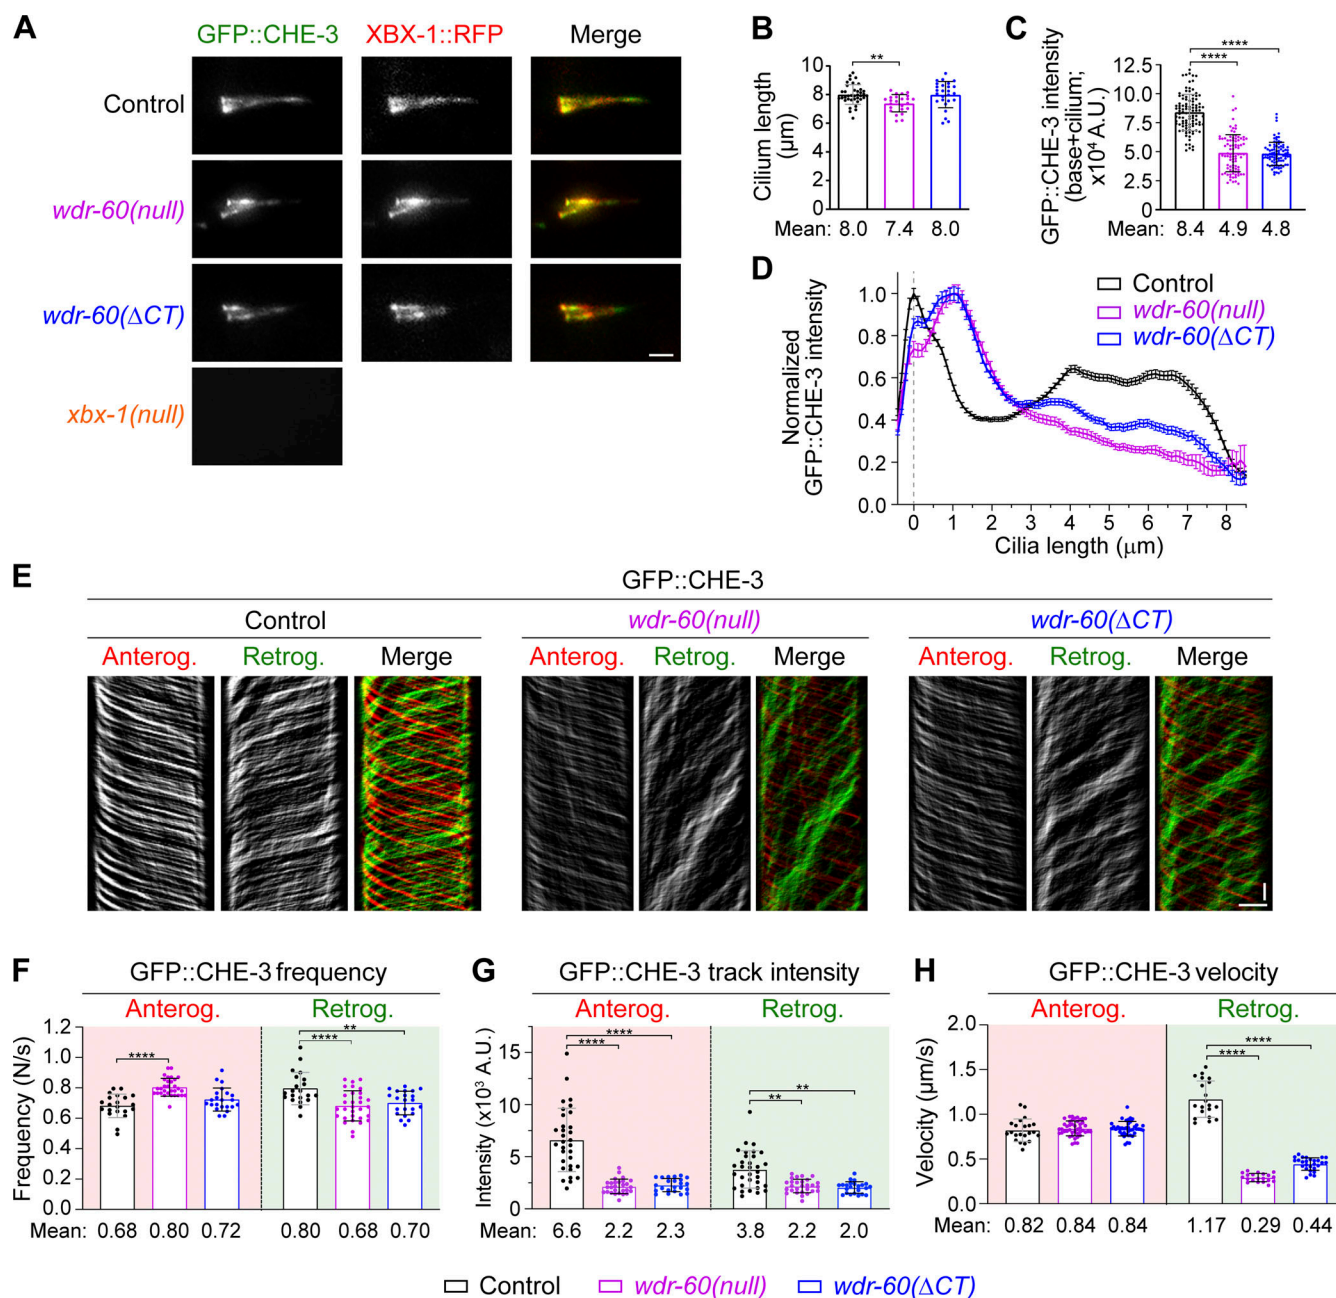 A
GFP::CHE-3 XBX-1::RFP Merge
Control
wdr-60(null)
wdr-60(ΔCT)
xbx-1(null)
B
Cilium length
(μm)
10
8
6
4
2
0
**
Mean: 8.0 7.4 8.0
C
GFP::CHE-3 intensity
(base+cilium;
x10⁴ A.U.)
12.5
10.0
7.5
5.0
2.5
0
****
****
Mean: 8.4 4.9 4.8
D
Normalized
GFP::CHE-3 intensity
1.0
0.8
0.6
0.4
0.2
0.0
0 1 2 3 4 5 6 7 8
Cilia length (μm)
Control
wdr-60(null)
wdr-60(ΔCT)
E
GFP::CHE-3
Control wdr-60(null) wdr-60(ΔCT)
Anterog. Retrog. Merge Anterog. Retrog. Merge Anterog. Retrog. Merge
F
GFP::CHE-3 frequency
Anterog. Retrog.
Frequency (N/s)
1.2
1.0
0.8
0.6
0.4
0.2
0.0
****
**
****
Mean: 0.68 0.80 0.72 0.80 0.68 0.70
G
GFP::CHE-3 track intensity
Anterog. Retrog.
Intensity (x10³ A.U.)
15
10
5
0
****
****
**
**
Mean: 6.6 2.2 2.3 3.8 2.2 2.0
H
GFP::CHE-3 velocity
Anterog. Retrog.
Velocity (μm/s)
2.0
1.5
1.0
0.5
0.0
****
****
Mean: 0.82 0.84 0.84 1.17 0.29 0.44
Control wdr-60(null) wdr-60(ΔCT)